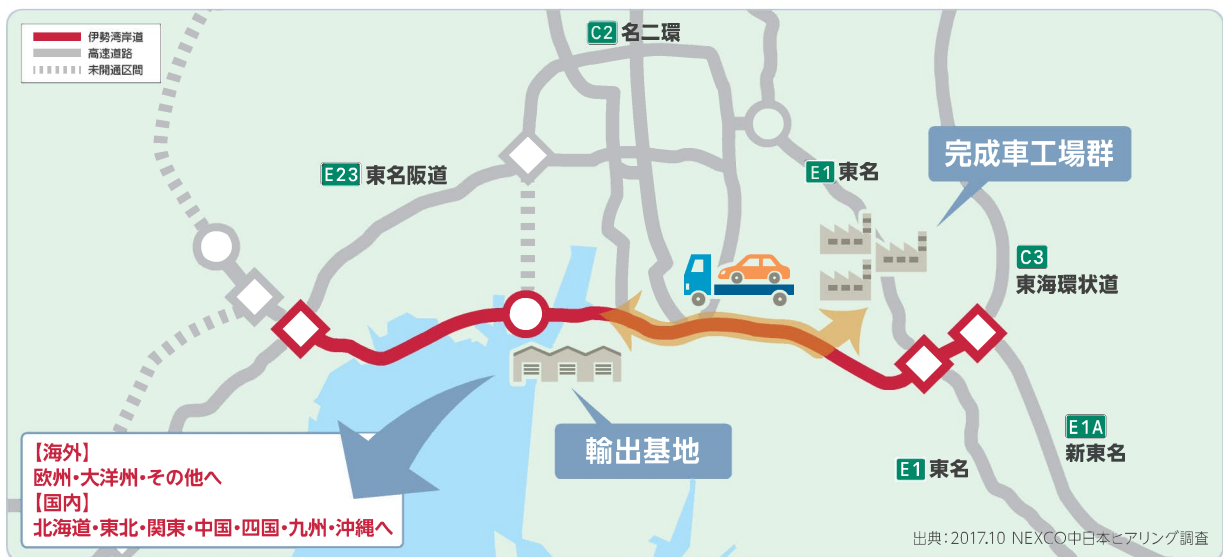 伊勢湾岸道
高速道路
未開通区間
C2 名二環
E23 東名阪道
E1 東名
完成車工場群
C3
東海環状道
輸出基地
E1A
新東名
E1 東名
【海外】
欧州・大洋州・その他へ
【国内】
北海道・東北・関東・中国・四国・九州・沖縄へ
出典：2017.10 NEXCO中日本ヒアリング調査